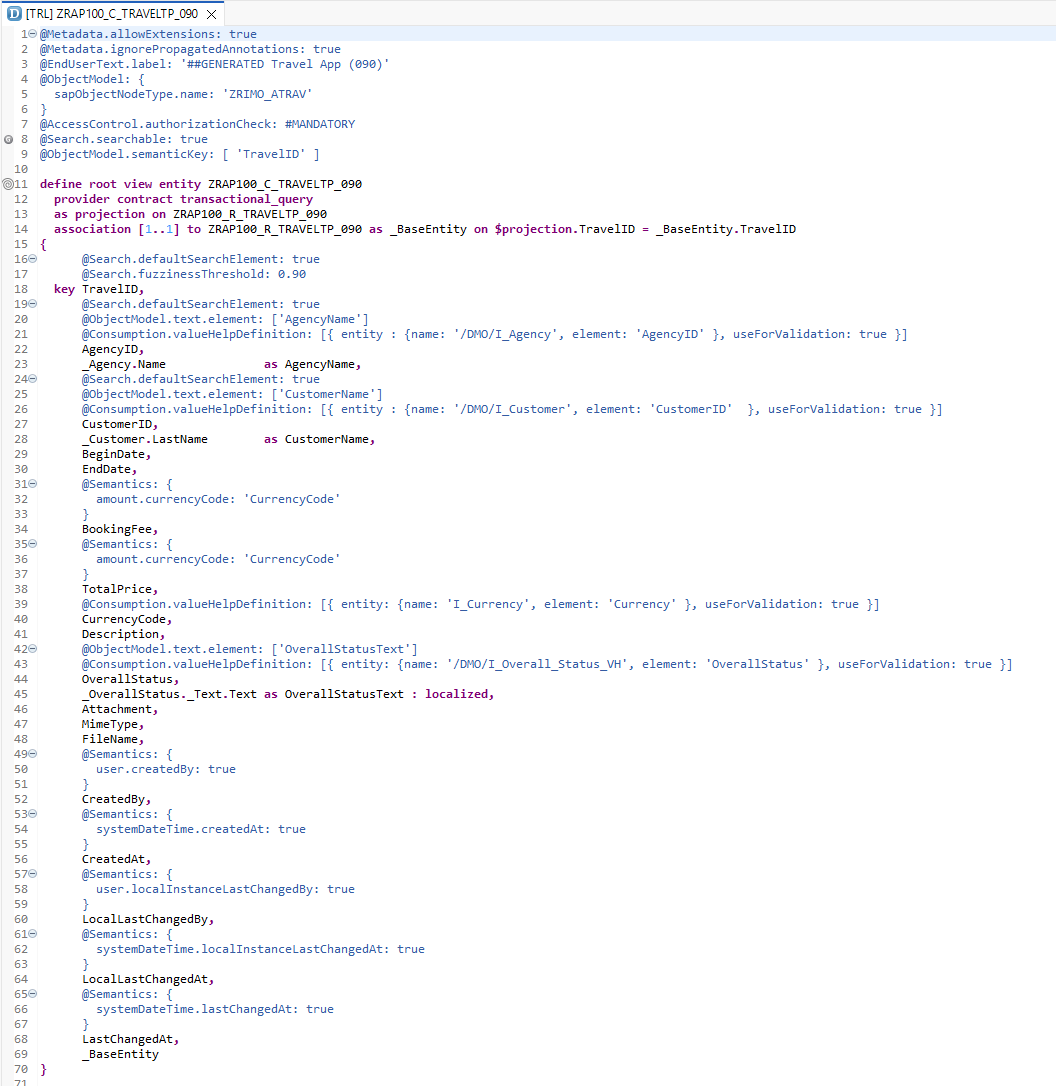 [TRL] ZRAP100_C_TRAVELTP_090
1 @Metadata.allowExtensions: true
2 @Metadata.ignorePropagatedAnnotations: true
3 @EndUserText.label: '##GENERATED Travel App (090)'
4 @ObjectModel: {
5   sapObjectNodeType.name: 'ZRIMO_ATRAV'
6 }
7 @AccessControl.authorizationCheck: #MANDATORY
8 @Search.searchable: true
9 @ObjectModel.semanticKey: [ 'TravelID' ]
10
11 define root view entity ZRAP100_C_TRAVELTP_090
12   provider contract transactional_query
13   as projection on ZRAP100_R_TRAVELTP_090
14   association [1..1] to ZRAP100_R_TRAVELTP_090 as _BaseEntity on $projection.TravelID = _BaseEntity.TravelID
15 {
16       @Search.defaultSearchElement: true
17       @Search.fuzzinessThreshold: 0.90
18   key TravelID,
19       @Search.defaultSearchElement: true
20       @ObjectModel.text.element: ['AgencyName']
21       @Consumption.valueHelpDefinition: [{ entity : {name: '/DMO/I_Agency', element: 'AgencyID' }, useForValidation: true }]
22       AgencyID,
23       _Agency.Name              as AgencyName,
24       @Search.defaultSearchElement: true
25       @ObjectModel.text.element: ['CustomerName']
26       @Consumption.valueHelpDefinition: [{ entity : {name: '/DMO/I_Customer', element: 'CustomerID'  }, useForValidation: true }]
27       CustomerID,
28       _Customer.LastName        as CustomerName,
29       BeginDate,
30       EndDate,
31       @Semantics: {
32         amount.currencyCode: 'CurrencyCode'
33       }
34       BookingFee,
35       @Semantics: {
36         amount.currencyCode: 'CurrencyCode'
37       }
38       TotalPrice,
39       @Consumption.valueHelpDefinition: [{ entity: {name: 'I_Currency', element: 'Currency' }, useForValidation: true }]
40       CurrencyCode,
41       Description,
42       @ObjectModel.text.element: ['OverallStatusText']
43       @Consumption.valueHelpDefinition: [{ entity: {name: '/DMO/I_Overall_Status_VH', element: 'OverallStatus' }, useForValidation: true }]
44       OverallStatus,
45       _OverallStatus._Text.Text as OverallStatusText : localized,
46       Attachment,
47       MimeType,
48       FileName,
49       @Semantics: {
50         user.createdBy: true
51       }
52       CreatedBy,
53       @Semantics: {
54         systemDateTime.createdAt: true
55       }
56       CreatedAt,
57       @Semantics: {
58         user.localInstanceLastChangedBy: true
59       }
60       LocalLastChangedBy,
61       @Semantics: {
62         systemDateTime.localInstanceLastChangedAt: true
63       }
64       LocalLastChangedAt,
65       @Semantics: {
66         systemDateTime.lastChangedAt: true
67       }
68       LastChangedAt,
69       _BaseEntity
70 }
71